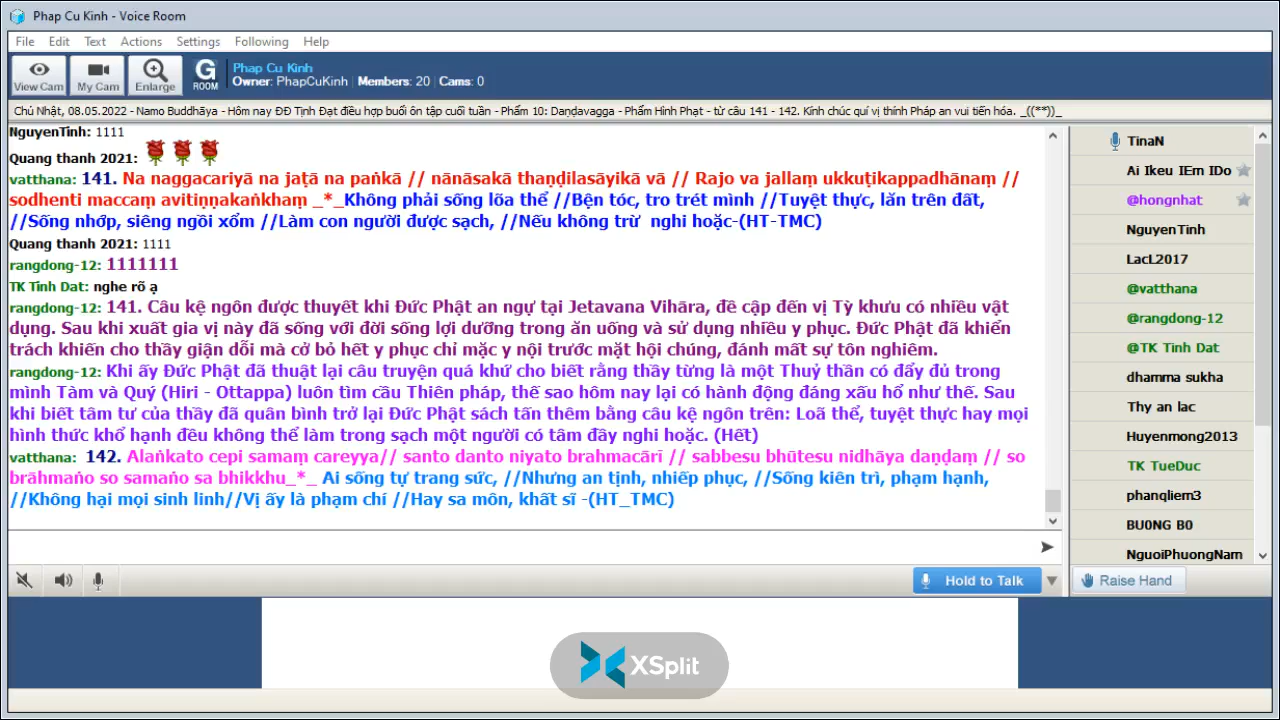 Phap Cu Kinh - Voice Room
File Edit Text Actions Settings Following Help
View Cam My Cam Enlarge G ROOM
Phap Cu Kinh
Owner: PhapCuKinh | Members: 20 | Cams: 0
Chủ Nhật, 08.05.2022 - Namo Buddhāya - Hôm nay ĐĐ Tịnh Đạt điều hợp buổi ôn tập cuối tuần - Phẩm 10: Daṇḍavagga - Phẩm Hình Phạt - từ câu 141 - 142. Kính chúc quí vị thính Pháp an vui tiến hóa. _((**))_
NguyenTinh: 1111
Quang thanh 2021:
vatthana: 141. Na naggacariyā na jaṭā na paṅkā // nānāsakā thaṇḍilasāyikā vā // Rajo va jallaṃ ukkuṭikappadhānaṃ //
sodhenti maccaṃ avitiṇṇakaṅkhaṃ _*_Không phải sống lõa thể //Bện tóc, tro trét mình //Tuyệt thực, lăn trên đất,
//Sống nhớp, siêng ngồi xổm //Làm con người được sạch, //Nếu không trừ nghi hoặc-(HT-TMC)
Quang thanh 2021: 1111
rangdong-12: 1111111
TK Tinh Dat: nghe rõ ạ
rangdong-12: 141. Câu kệ ngôn được thuyết khi Đức Phật an ngự tại Jetavana Vihāra, đề cập đến vị Tỳ khưu có nhiều vật
dụng. Sau khi xuất gia vị này đã sống với đời sống lợi dưỡng trong ăn uống và sử dụng nhiều y phục. Đức Phật đã khiển
trách khiến cho thầy giận dỗi mà cở bỏ hết y phục chỉ mặc y nội trước mặt hội chúng, đánh mất sự tôn nghiêm.
rangdong-12: Khi ấy Đức Phật đã thuật lại câu truyện quá khứ cho biết rằng thầy từng là một Thuỷ thần có đẩy đủ trong
mình Tàm và Quý (Hiri - Ottappa) luôn tìm cầu Thiên pháp, thế sao hôm nay lại có hành động đáng xấu hổ như thế. Sau
khi biết tâm tư của thầy đã quân bình trở lại Đức Phật sách tấn thêm bằng câu kệ ngôn trên: Loã thể, tuyệt thực hay mọi
hình thức khổ hạnh đều không thể làm trong sạch một người có tâm đầy nghi hoặc. (Hết)
vatthana: 142. Alaṅkato cepi samaṃ careyya// santo danto niyato brahmacārī // sabbesu bhūtesu nidhāya daṇḍaṃ // so
brāhmaṅo so samaṅo sa bhikkhu_*_ Ai sống tự trang sức, //Nhưng an tịnh, nhiếp phục, //Sống kiên trì, phạm hạnh,
//Không hại mọi sinh linh//Vị ấy là phạm chí //Hay sa môn, khất sĩ -(HT_TMC)
TinaN
Ai Ikeu IEm IDo
@hongnhat
NguyenTinh
LacL2017
@vatthana
@rangdong-12
@TK Tinh Dat
dhamma sukha
Thy an lac
Huyenmong2013
TK TueDuc
phanqliem3
BU0NG B0
NguoiPhuongNam
Hold to Talk
Raise Hand
XSplit